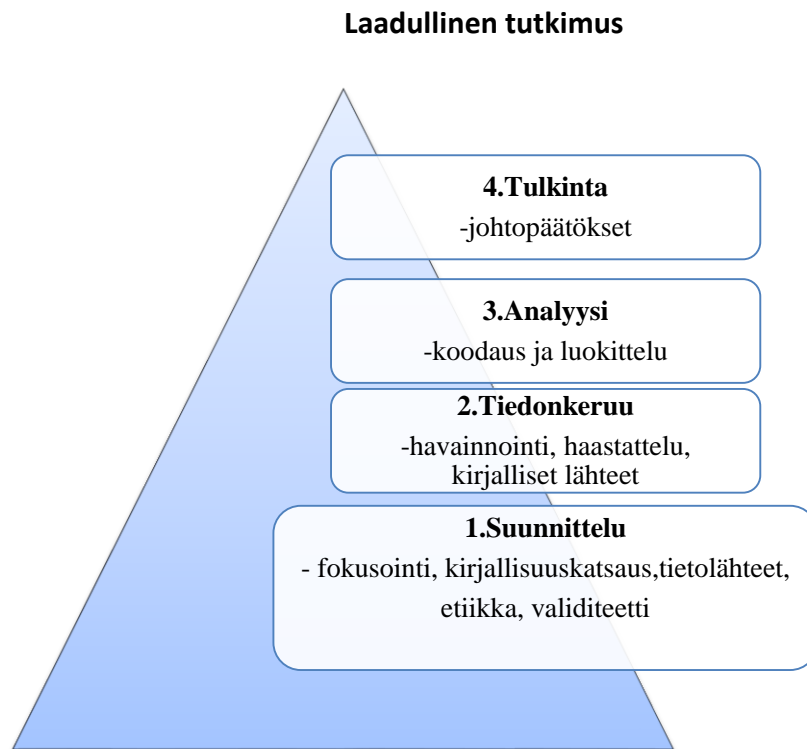 Laadullinen tutkimus
4.Tulkinta
-johtopäätökset
3.Analyysi
-koodaus ja luokittelu
2.Tiedonkeruu
-havainnointi, haastattelu,
kirjalliset lähteet
1.Suunnittelu
- fokusointi, kirjallisuuskatsaus,tietolähteet,
etiikka, validiteetti